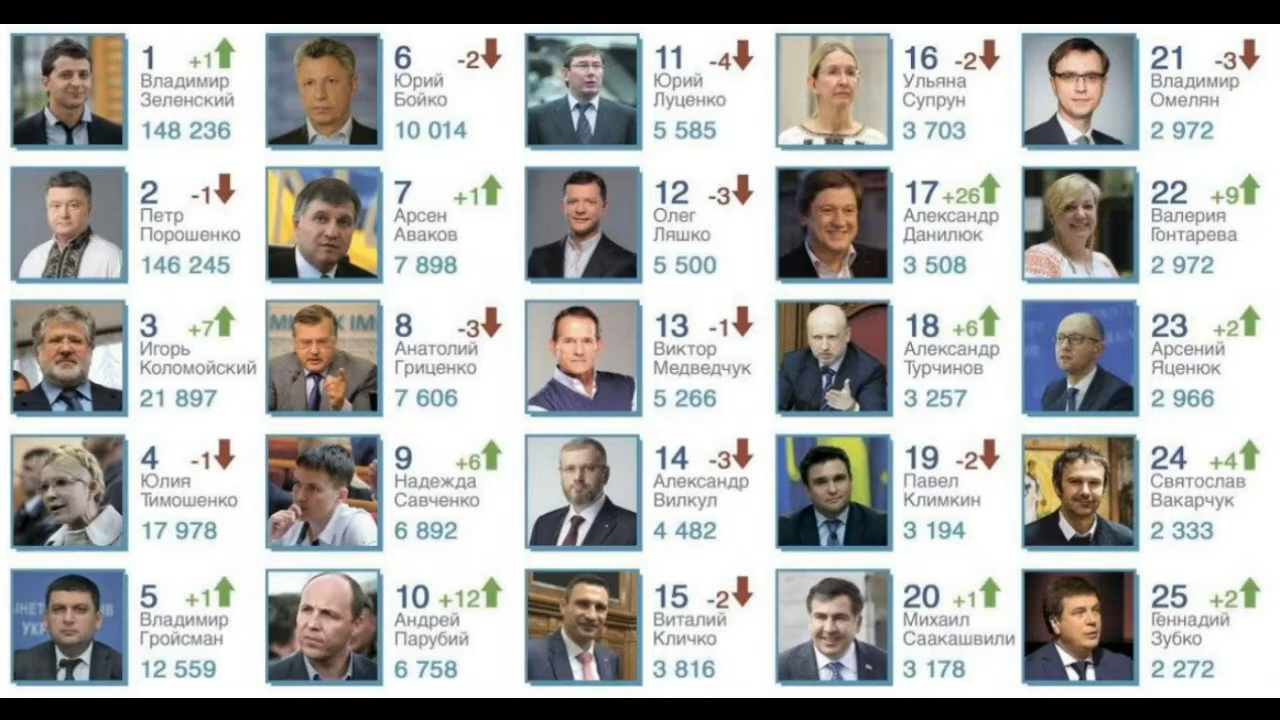 1 +1
Владимир
Зеленский
148 236
2 -1
Петр
Порошенко
146 245
3 +7
Игорь
Коломойский
21 897
4 -1
Юлия
Тимошенко
17 978
5 +1
Владимир
Гройсман
12 559
6 -2
Юрий
Бойко
10 014
7 +1
Арсен
Аваков
7 898
8 -3
Анатолий
Гриценко
7 606
9 +6
Надежда
Савченко
6 892
10 +12
Андрей
Парубий
6 758
11 -4
Юрий
Луценко
5 585
12 -3
Олег
Ляшко
5 500
13 -1
Виктор
Медведчук
5 266
14 -3
Александр
Вилкул
4 482
15 -2
Виталий
Кличко
3 816
16 -2
Ульяна
Супрун
3 703
17 +26
Александр
Данилюк
3 508
18 +6
Александр
Турчинов
3 257
19 -2
Павел
Климкин
3 194
20 +1
Михаил
Саакашвили
3 178
21 -3
Владимир
Омелян
2 972
22 +9
Валерия
Гонтарева
2 972
23 +2
Арсений
Яценюк
2 966
24 +4
Святослав
Вакарчук
2 333
25 +2
Геннадий
Зубко
2 272